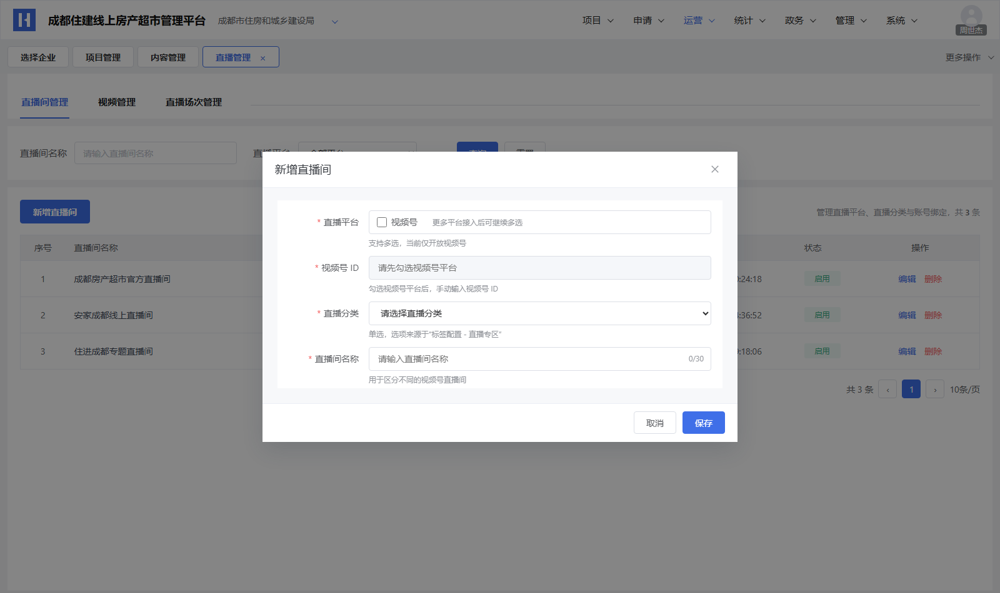 成都住建线上房产超市管理平台 成都市住房和城乡建设局 项目 申请 运营 统计 政务 管理 系统 周世杰
选择企业 项目管理 内容管理 直播管理 × 更多操作
直播间管理 视频管理 直播场次管理
直播间名称 请输入直播间名称
新增直播间
新增直播间 管理直播平台、直播分类与账号绑定，共 3 条
* 直播平台 视频号 更多平台接入后可继续多选
支持多选，当前仅开放视频号
序号 直播间名称 状态 操作
* 视频号 ID 请先勾选视频号平台
1 成都房产超市官方直播间 :24:18 启用 编辑 删除
勾选视频号平台后，手动输入视频号 ID
* 直播分类 请选择直播分类
2 安家成都线上直播间 :36:52 启用 编辑 删除
单选，选项来源于“标签配置 - 直播专区”
3 住进成都专题直播间 :18:06 启用 编辑 删除
* 直播间名称 请输入直播间名称 0/30
用于区分不同的视频号直播间
共 3 条 ‹ 1 › 10条/页
取消 保存